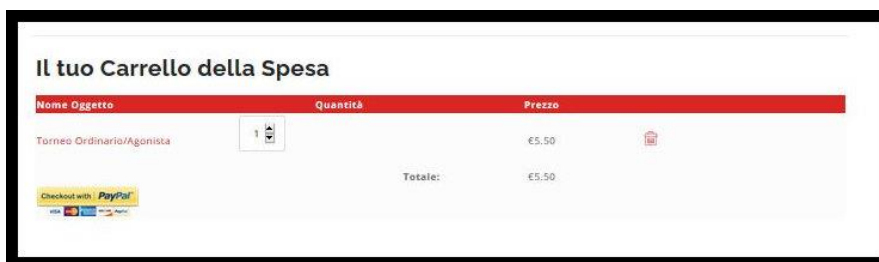 Il tuo Carrello della Spesa
Nome Oggetto Quantità Prezzo
Torneo Ordinario/Agonista 1 €5.50
Totale: €5.50
Checkout with PayPal
VISA